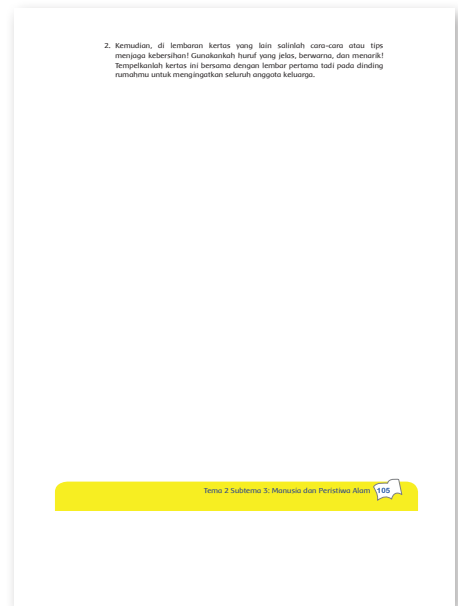 2. Kemudian, di lembaran kertas yang lain salinlah cara-cara atau tips
menjaga kebersihan! Gunakankah huruf yang jelas, berwarna, dan menarik!
Tempelkanlah kertas ini bersama dengan lembar pertama tadi pada dinding
rumahmu untuk mengingatkan seluruh anggota keluarga.
Tema 2 Subtema 3: Manusia dan Peristiwa Alam 105